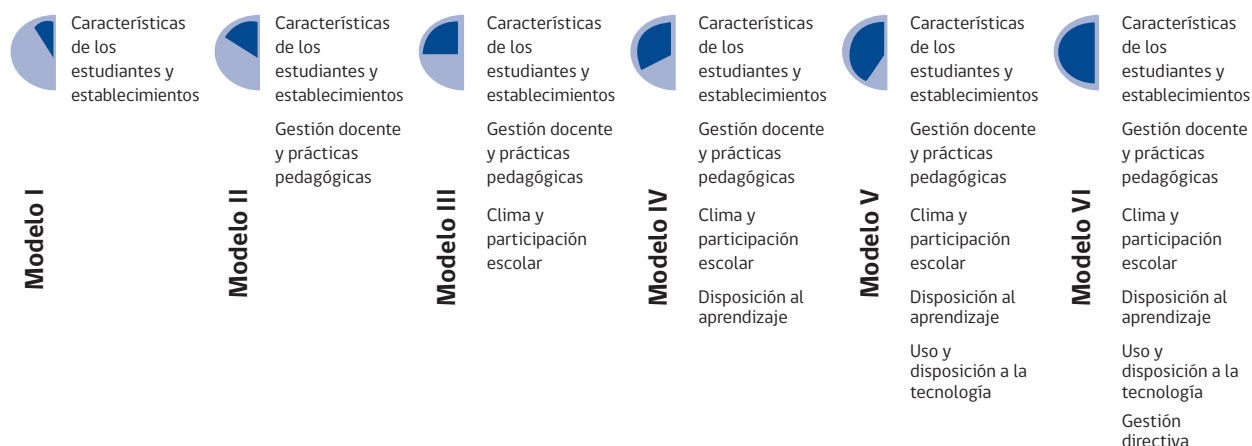 Modelo I
Características
de los
estudiantes y
establecimientos
Modelo II
Características
de los
estudiantes y
establecimientos
Gestión docente
y prácticas
pedagógicas
Modelo III
Características
de los
estudiantes y
establecimientos
Gestión docente
y prácticas
pedagógicas
Clima y
participación
escolar
Modelo IV
Características
de los
estudiantes y
establecimientos
Gestión docente
y prácticas
pedagógicas
Clima y
participación
escolar
Disposición al
aprendizaje
Modelo V
Características
de los
estudiantes y
establecimientos
Gestión docente
y prácticas
pedagógicas
Clima y
participación
escolar
Disposición al
aprendizaje
Uso y
disposición a la
tecnología
Modelo VI
Características
de los
estudiantes y
establecimientos
Gestión docente
y prácticas
pedagógicas
Clima y
participación
escolar
Disposición al
aprendizaje
Uso y
disposición a la
tecnología
Gestión
directiva